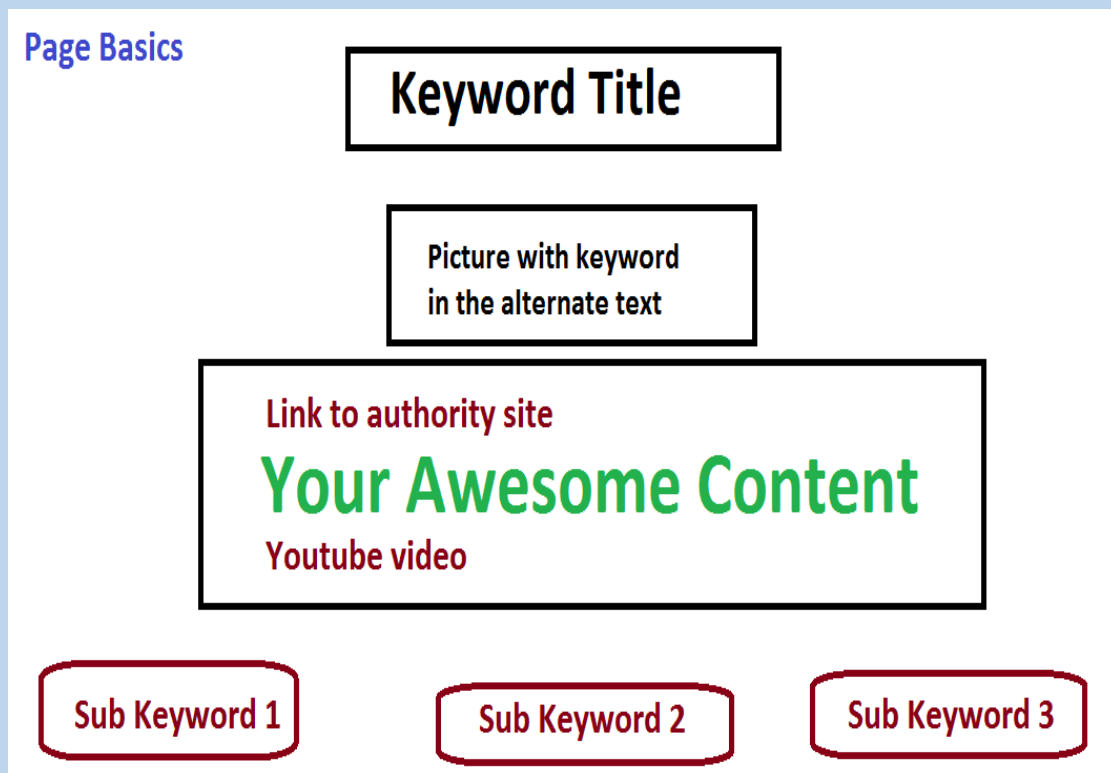 Page Basics
Keyword Title
Picture with keyword
in the alternate text
Link to authority site
Your Awesome Content
Youtube video
Sub Keyword 1
Sub Keyword 2
Sub Keyword 3